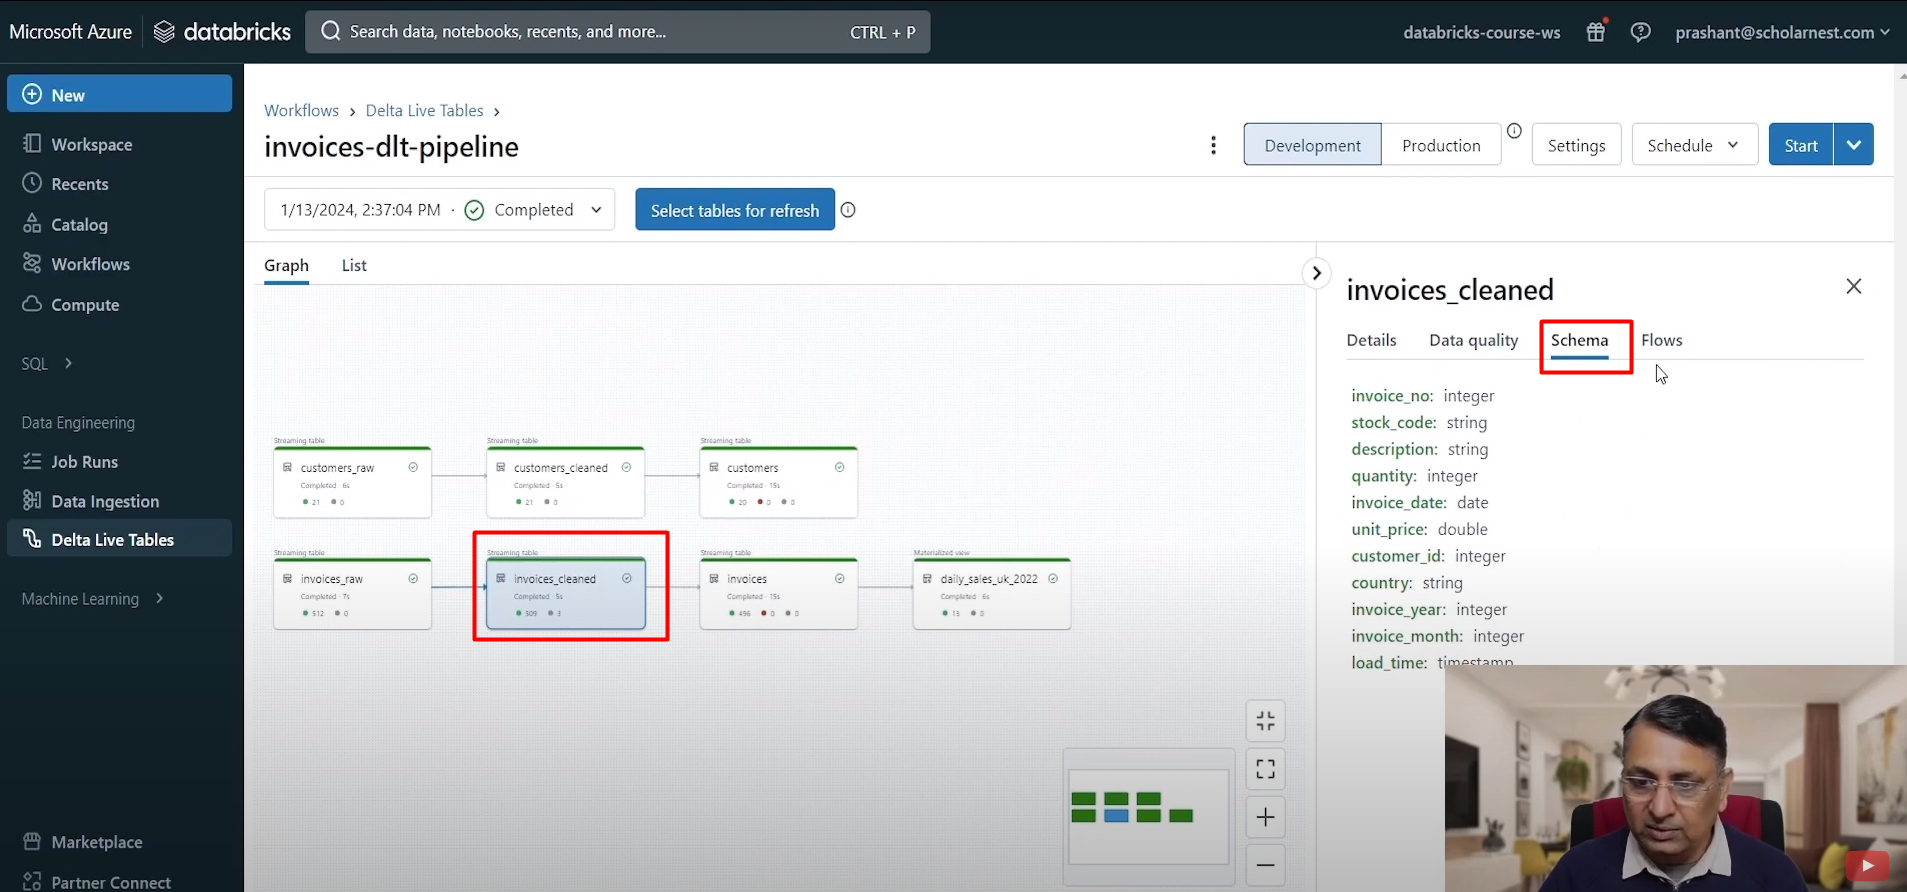 Microsoft Azure
databricks
Search data, notebooks, recents, and more...
CTRL + P
databricks-course-ws
prashant@scholarnest.com
New
Workspace
Recents
Catalog
Workflows
Compute
SQL
Data Engineering
Job Runs
Data Ingestion
Delta Live Tables
Machine Learning
Marketplace
Partner Connect
Workflows › Delta Live Tables ›
invoices-dlt-pipeline
Development
Production
Settings
Schedule
Start
1/13/2024, 2:37:04 PM · Completed
Select tables for refresh
Graph
List
Streaming table
customers_raw
Completed · 6s
21 0
Streaming table
customers_cleaned
Completed · 5s
21 0
Streaming table
customers
Completed · 15s
20 0 0
Streaming table
invoices_raw
Completed · 7s
512 0
Streaming table
invoices_cleaned
Completed · 5s
509 3
Streaming table
invoices
Completed · 15s
496 0 0
Materialized view
daily_sales_uk_2022
Completed · 6s
15 0
invoices_cleaned
Details
Data quality
Schema
Flows
invoice_no: integer
stock_code: string
description: string
quantity: integer
invoice_date: date
unit_price: double
customer_id: integer
country: string
invoice_year: integer
invoice_month: integer
load_time: timestamp